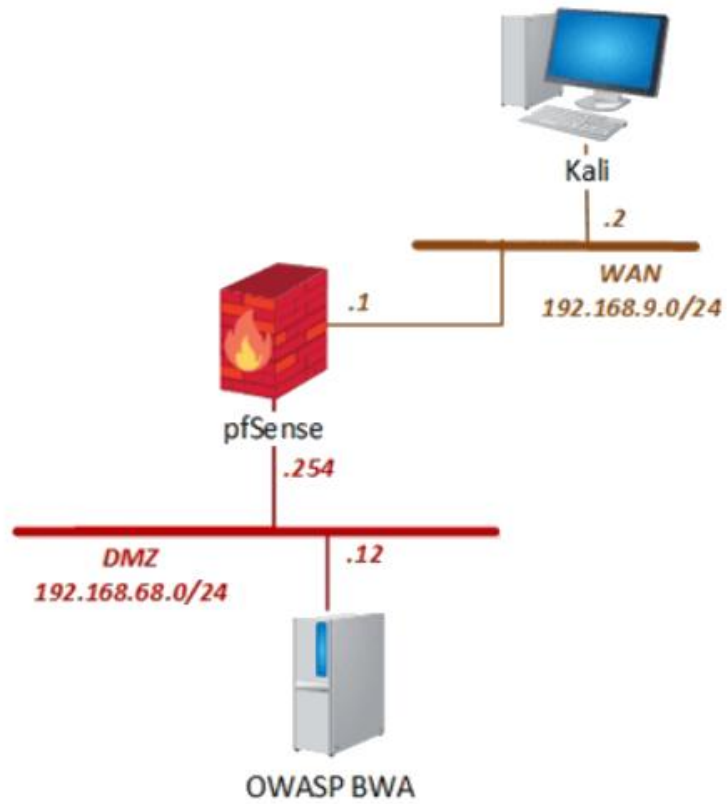 Kali
.2
WAN
192.168.9.0/24
.1
pfSense
.254
DMZ
.12
192.168.68.0/24
OWASP BWA